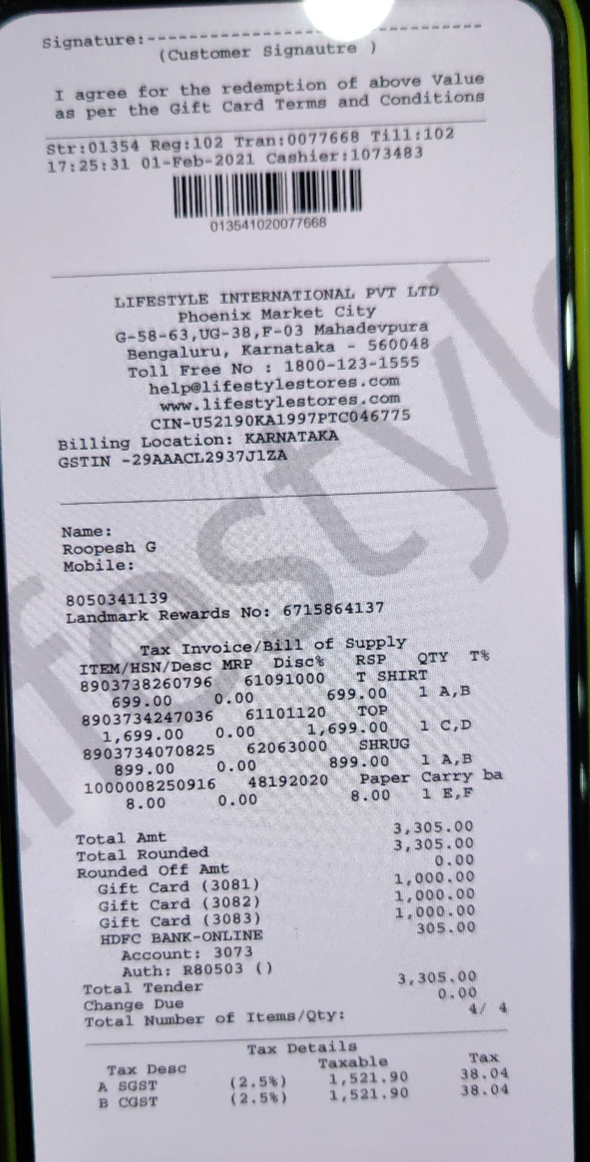 Signature:-------------------------------
(Customer Signautre )
I agree for the redemption of above Value
as per the Gift Card Terms and Conditions
Str:01354 Reg:102 Tran:0077668 Till:102
17:25:31 01-Feb-2021 Cashier:1073483
013541020077668
LIFESTYLE INTERNATIONAL PVT LTD
Phoenix Market City
G-58-63,UG-38,F-03 Mahadevpura
Bengaluru, Karnataka - 560048
Toll Free No : 1800-123-1555
help@lifestylestores.com
www.lifestylestores.com
CIN-U52190KA1997PTC046775
Billing Location: KARNATAKA
GSTIN -29AAACL2937J1ZA
Name:
Roopesh G
Mobile:
8050341139
Landmark Rewards No: 6715864137
Tax Invoice/Bill of Supply
ITEM/HSN/Desc MRP Disc% RSP QTY T%
8903738260796 61091000 T SHIRT
699.00 0.00 699.00 1 A,B
8903734247036 61101120 TOP
1,699.00 0.00 1,699.00 1 C,D
8903734070825 62063000 SHRUG
899.00 0.00 899.00 1 A,B
1000008250916 48192020 Paper Carry ba
8.00 0.00 8.00 1 E,F
Total Amt 3,305.00
Total Rounded 3,305.00
Rounded Off Amt 0.00
Gift Card (3081) 1,000.00
Gift Card (3082) 1,000.00
Gift Card (3083) 1,000.00
HDFC BANK-ONLINE 305.00
Account: 3073
Auth: R80503 ()
Total Tender 3,305.00
Change Due 0.00
Total Number of Items/Qty: 4/ 4
Tax Details
Tax Desc Taxable Tax
A SGST (2.5%) 1,521.90 38.04
B CGST (2.5%) 1,521.90 38.04
ifestyle